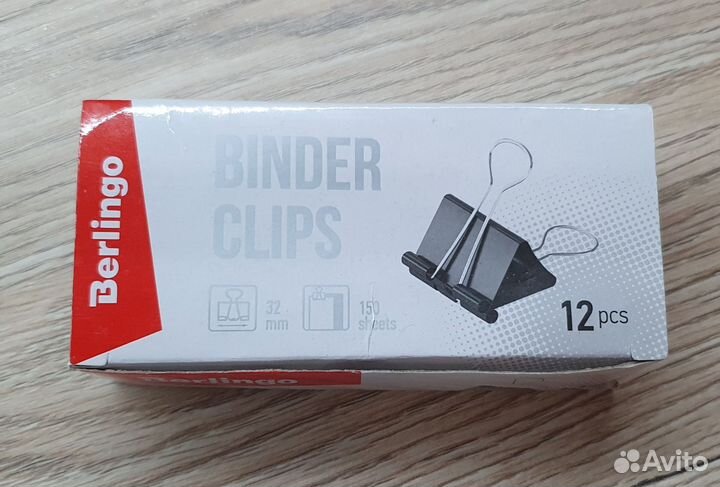 Berlingo
BINDER
CLIPS
32
mm
150
sheets
12 pcs
Berlingo
Avito